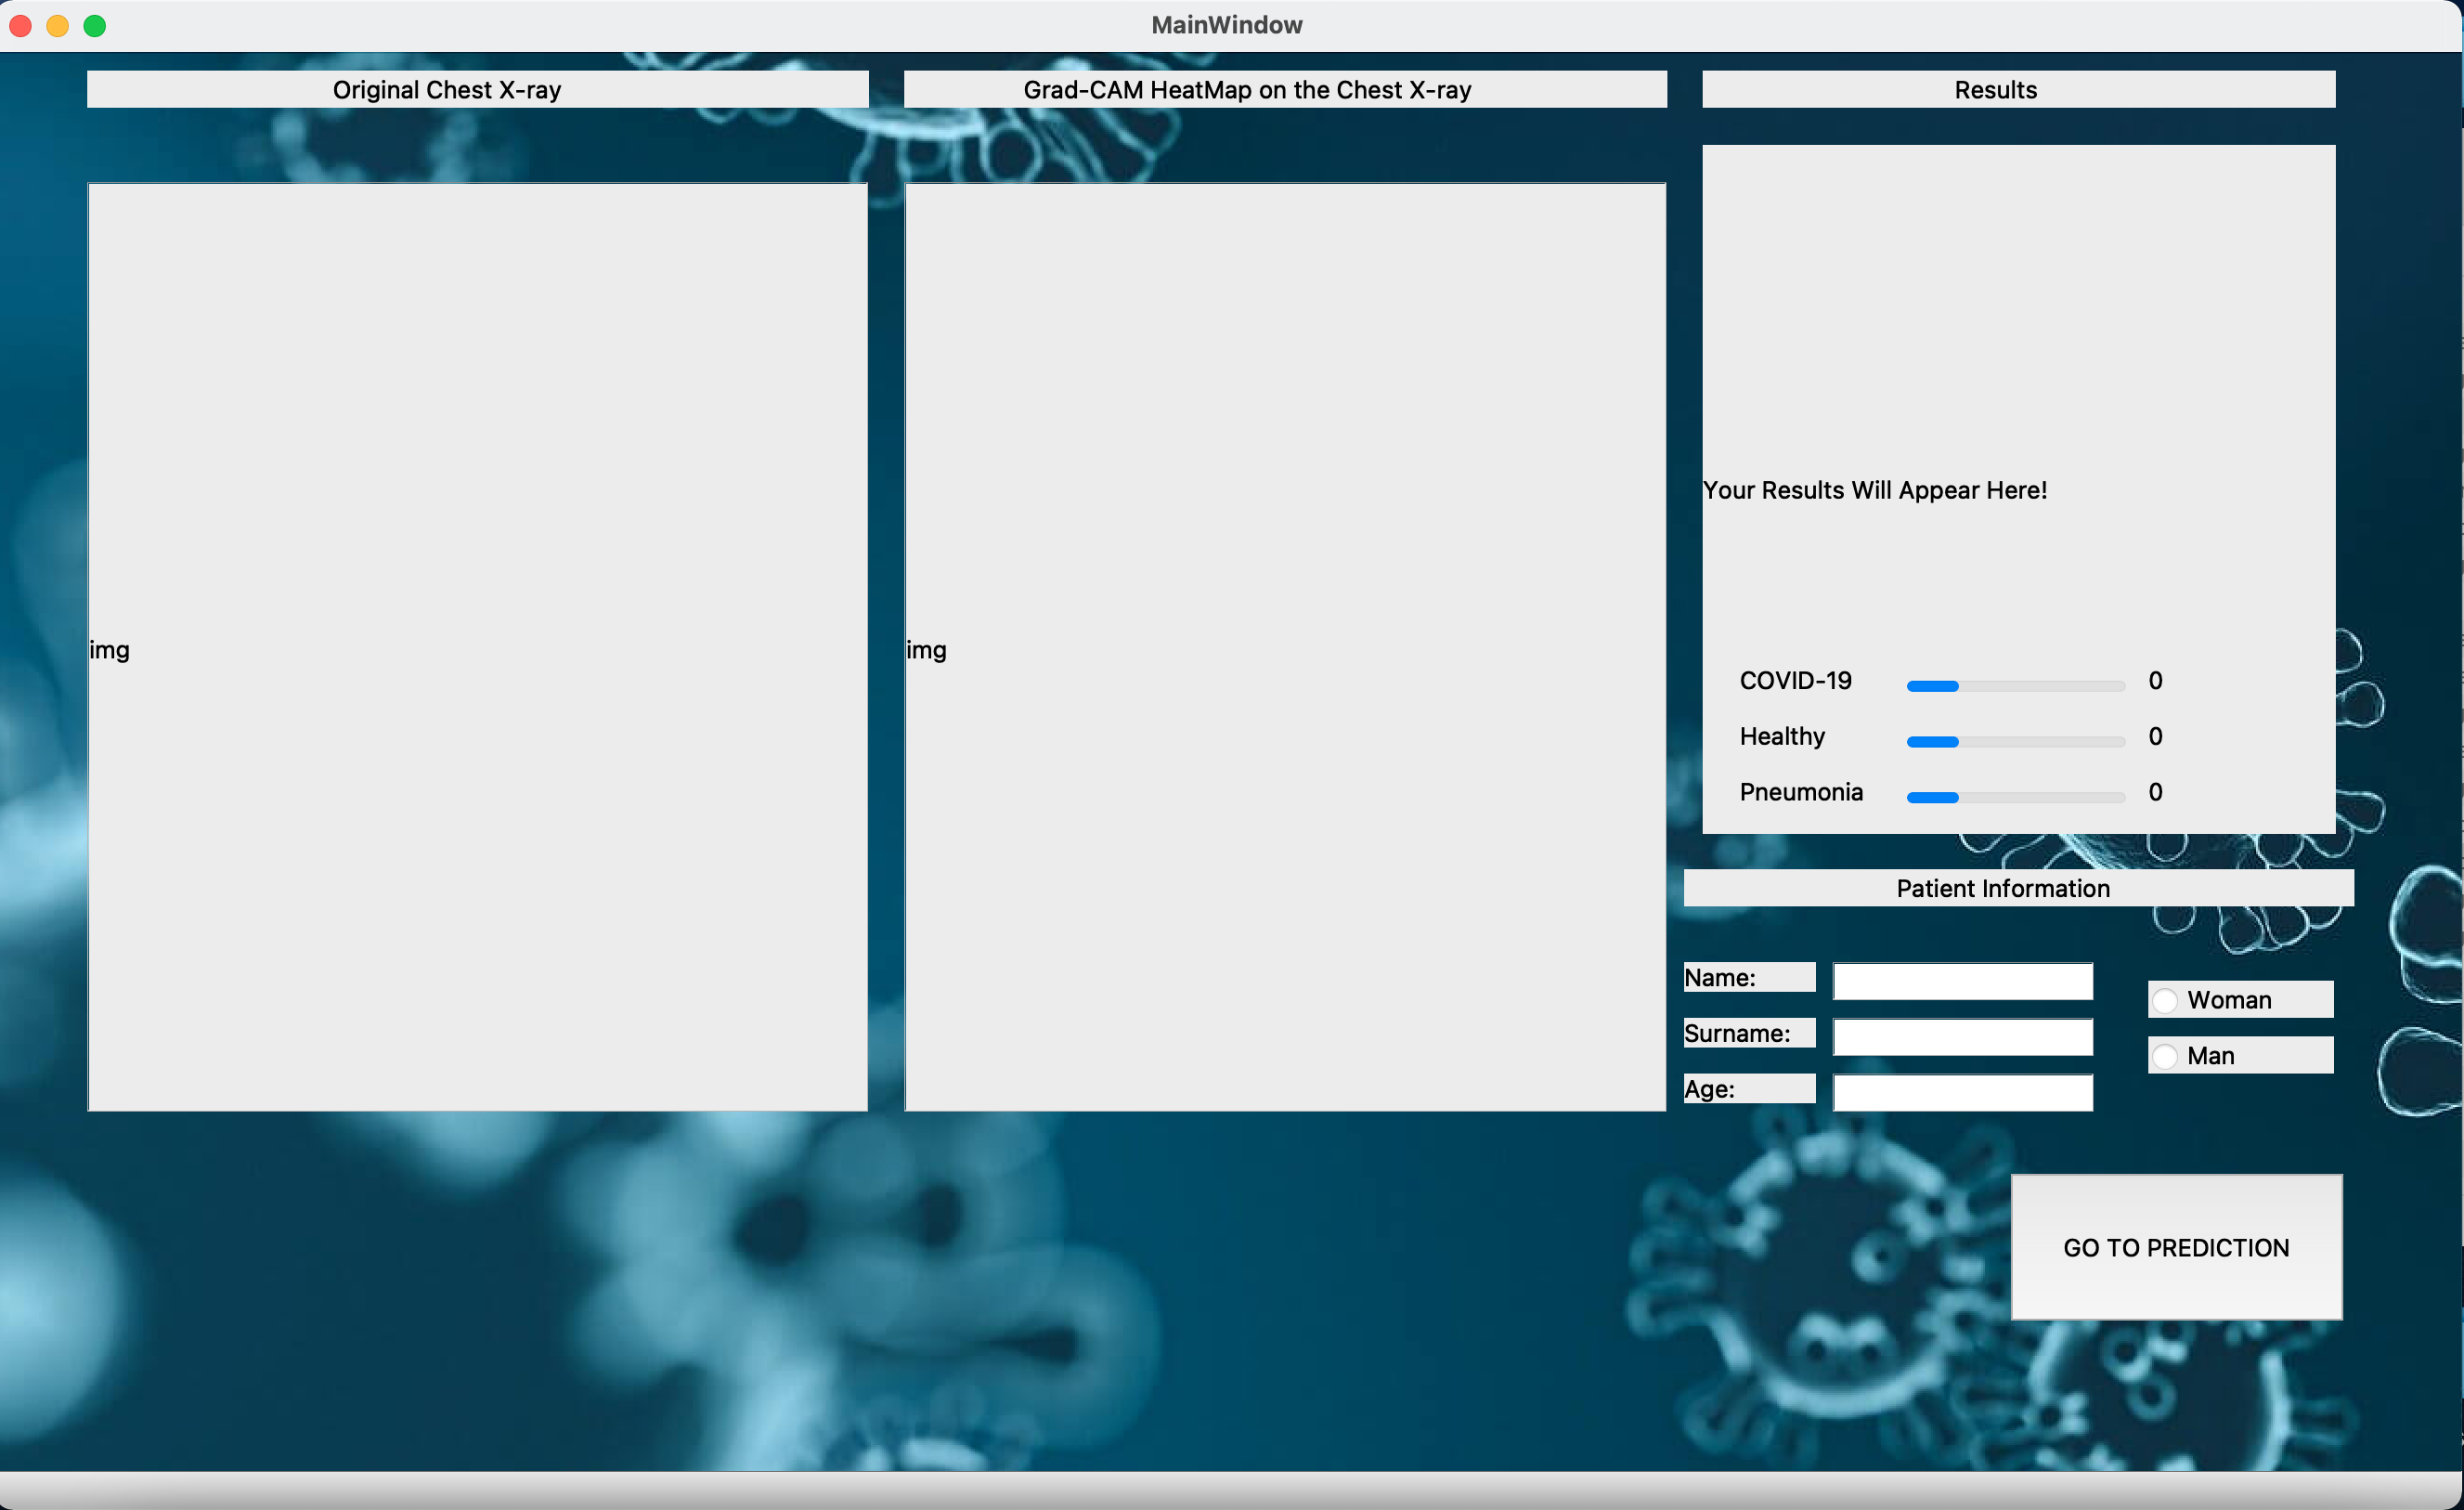 MainWindow
Original Chest X-ray
Grad-CAM HeatMap on the Chest X-ray
Results
img
img
Your Results Will Appear Here!
COVID-19 0
Healthy 0
Pneumonia 0
Patient Information
Name:
Surname:
Age:
Woman
Man
GO TO PREDICTION